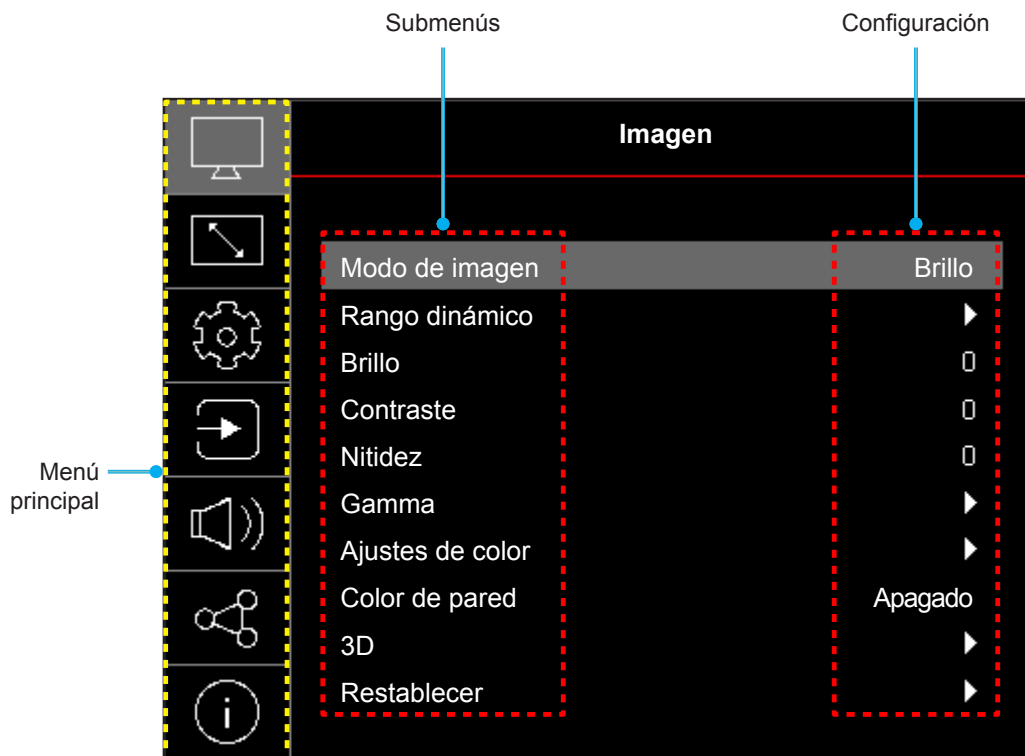 Submenús
Configuración
Imagen
Modo de imagen Brillo
Rango dinámico
Brillo 0
Contraste 0
Nitidez 0
Gamma
Ajustes de color
Color de pared Apagado
3D
Restablecer
Menú
principal
i